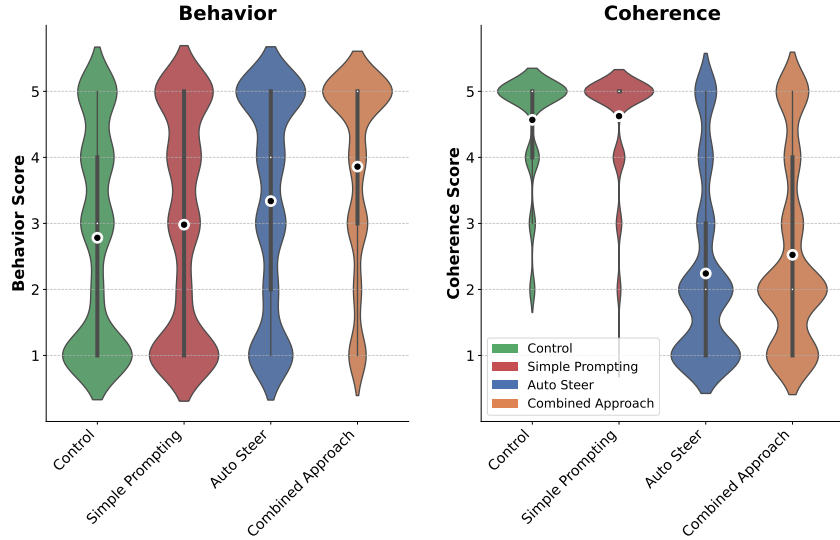 Behavior
Coherence
Behavior Score
5
4
3
2
1
Control
Simple Prompting
Auto Steer
Combined Approach
Coherence Score
5
4
3
2
1
Control
Simple Prompting
Auto Steer
Combined Approach
Control
Simple Prompting
Auto Steer
Combined Approach